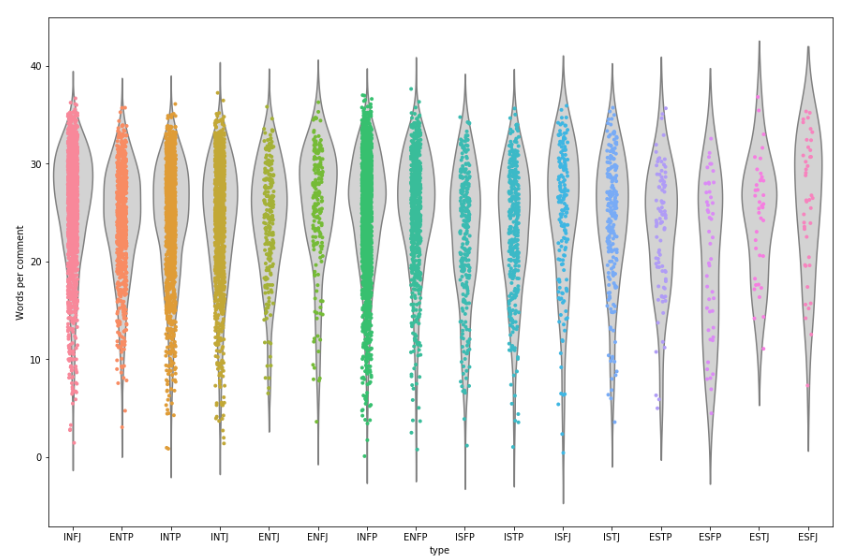 Words per comment
40
30
20
10
0
INFJ ENTP INTP INTJ ENTJ ENFJ INFP ENFP ISFP ISTP ISFJ ISTJ ESTP ESFP ESTJ ESFJ
type